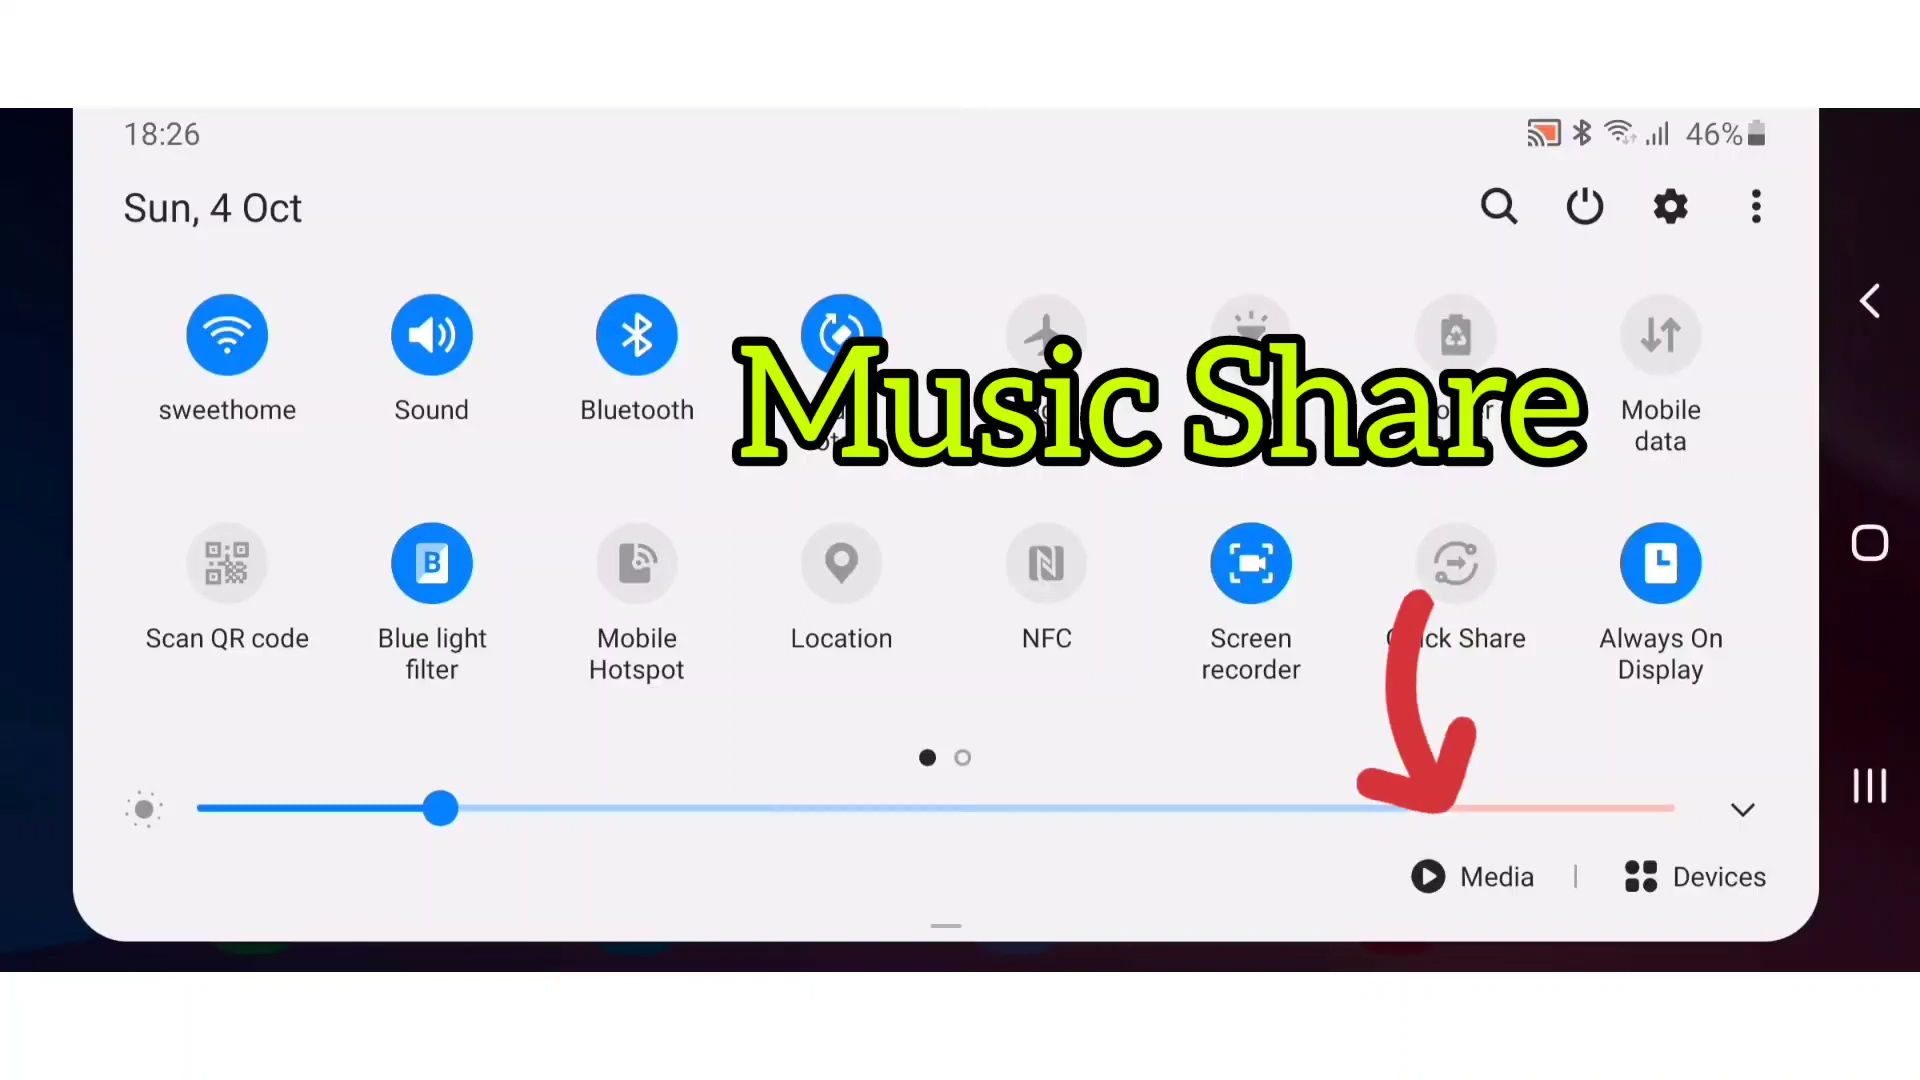 18:26
46%
Sun, 4 Oct
sweethome
Sound
Bluetooth
Music Share
Mobile
data
Scan QR code
Blue light
filter
Mobile
Hotspot
Location
NFC
Screen
recorder
Share
Always On
Display
Media | Devices